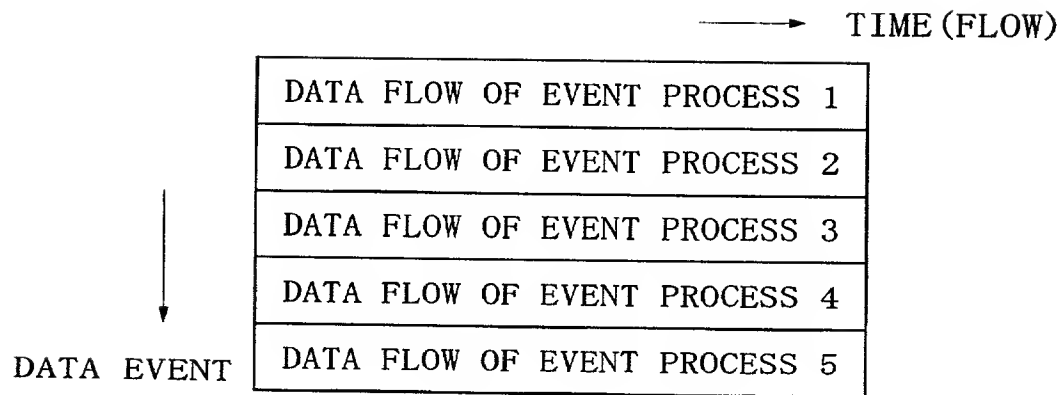 TIME(FLOW)
DATA FLOW OF EVENT PROCESS 1
DATA FLOW OF EVENT PROCESS 2
DATA FLOW OF EVENT PROCESS 3
DATA FLOW OF EVENT PROCESS 4
DATA EVENT
DATA FLOW OF EVENT PROCESS 5